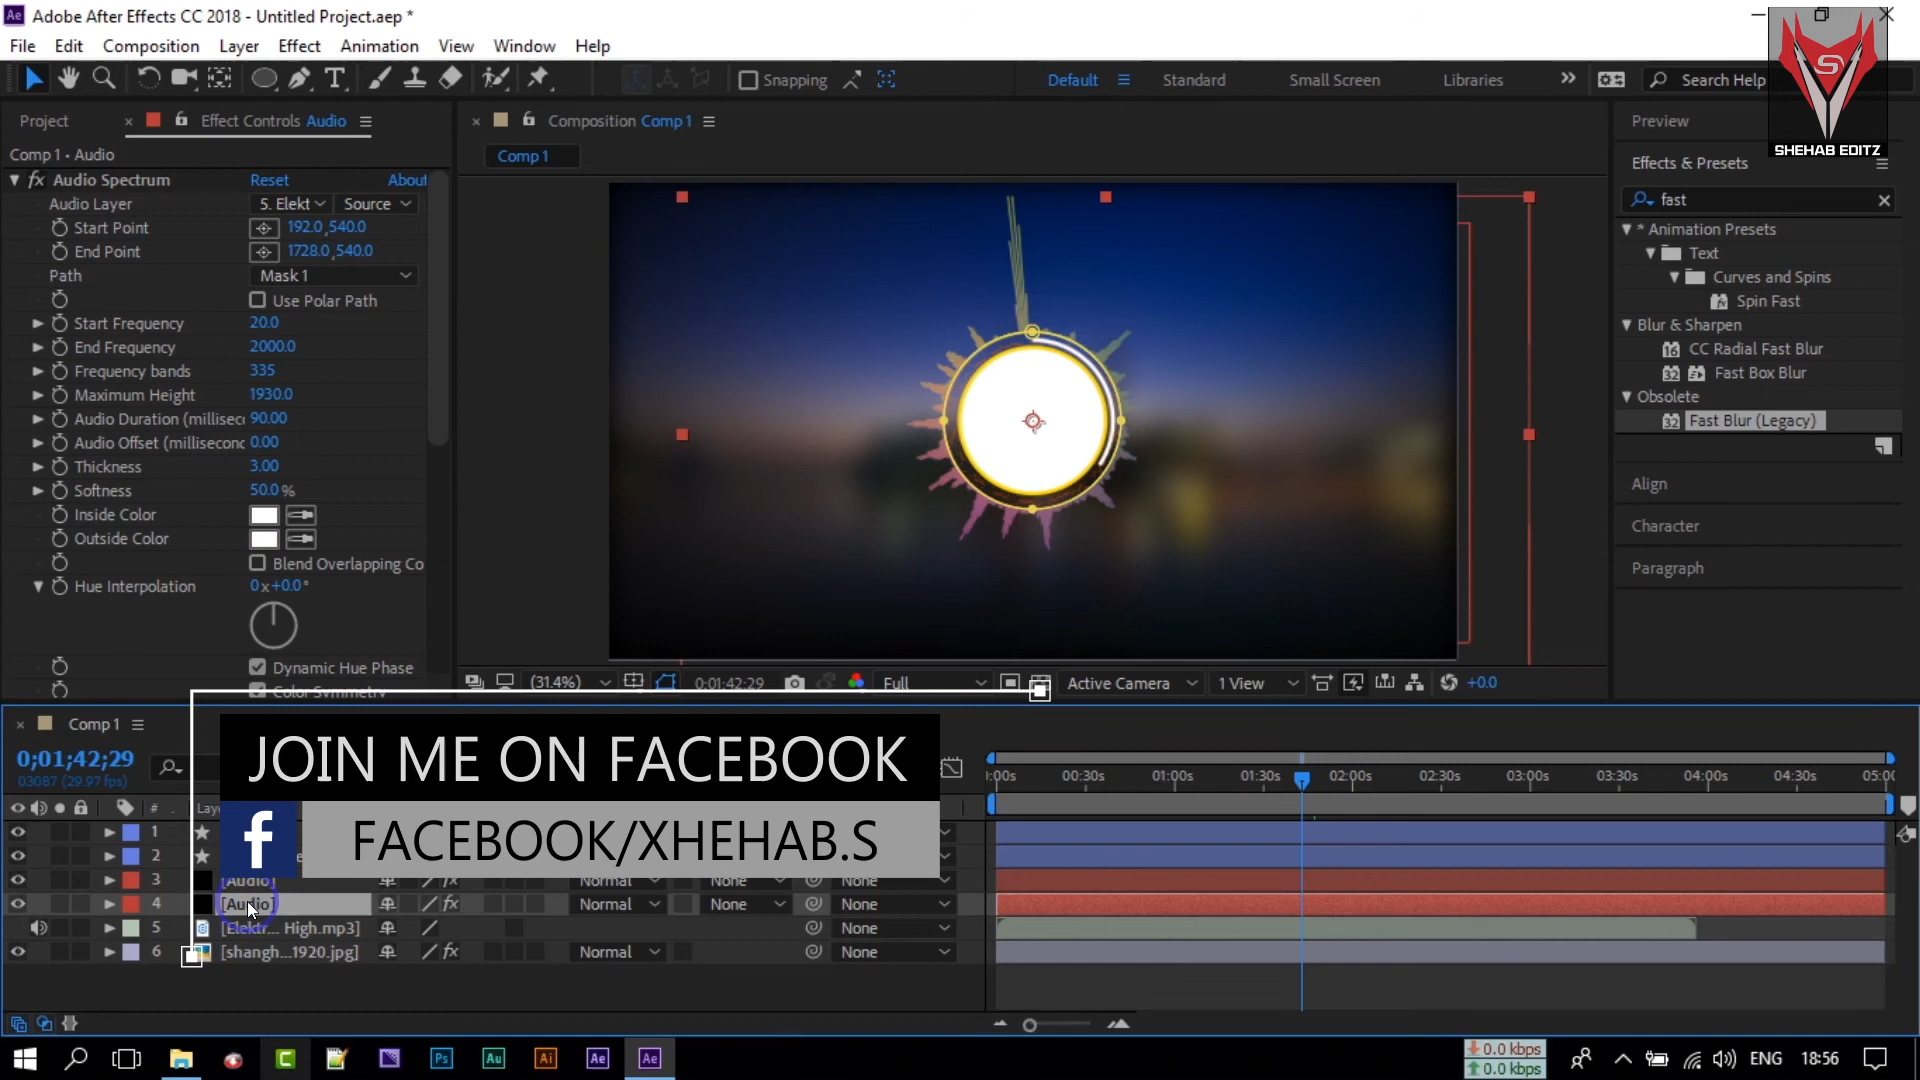 Adobe After Effects CC 2018 - Untitled Project.aep *
File Edit Composition Layer Effect Animation View Window Help
Snapping Default Standard Small Screen Libraries Search Help
SHEHAB EDITZ
Project Effect Controls Audio
Composition Comp 1
Comp 1 • Audio
Comp 1
Audio Spectrum Reset About
Audio Layer 5. Elekt Source
Start Point 192.0,540.0
End Point 1728.0,540.0
Path Mask 1
Use Polar Path
Start Frequency 20.0
End Frequency 2000.0
Frequency bands 335
Maximum Height 1930.0
Audio Duration (millisec 90.00
Audio Offset (millisecond 0.00
Thickness 3.00
Softness 50.0 %
Inside Color
Outside Color
Blend Overlapping Co
Hue Interpolation 0x+0.0°
Dynamic Hue Phase
Color Symmetry
Preview
Effects & Presets
fast
* Animation Presets
Text
Curves and Spins
Spin Fast
Blur & Sharpen
CC Radial Fast Blur
Fast Box Blur
Obsolete
Fast Blur (Legacy)
Align
Character
Paragraph
(31.4%) 0:01:42:29 Full Active Camera 1 View +0.0
Comp 1
0;01;42;29
03087 (29.97 fps)
JOIN ME ON FACEBOOK
FACEBOOK/XHEHAB.S
:00s 00:30s 01:00s 01:30s 02:00s 02:30s 03:00s 03:30s 04:00s 04:30s 05:00
# Lay
1
2
3 [Audio] Normal None None
4 [Audio] Normal None None
5 [Elektr... High.mp3] None
6 [shangh...1920.jpg] Normal None
0.0 kbps
0.0 kbps
ENG 18:56